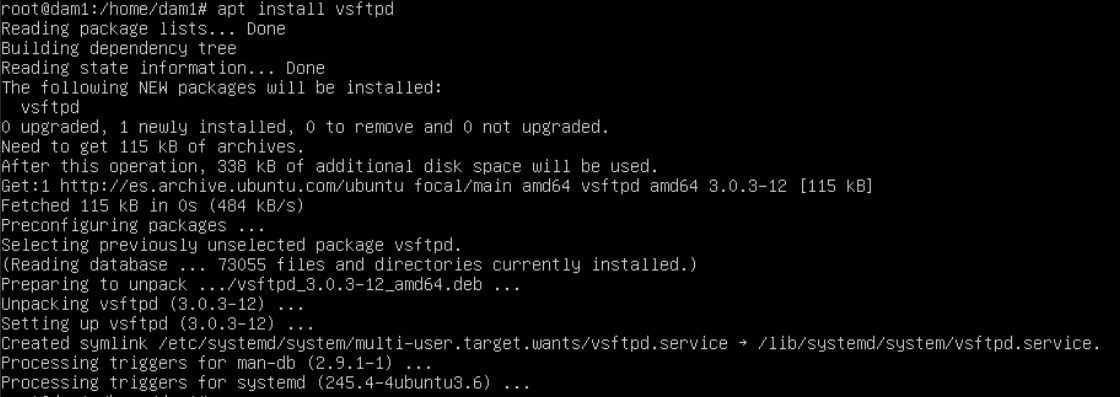 root@dam1:/home/dam1# apt install vsftpd
Reading package lists... Done
Building dependency tree
Reading state information... Done
The following NEW packages will be installed:
  vsftpd
0 upgraded, 1 newly installed, 0 to remove and 0 not upgraded.
Need to get 115 kB of archives.
After this operation, 338 kB of additional disk space will be used.
Get:1 http://es.archive.ubuntu.com/ubuntu focal/main amd64 vsftpd amd64 3.0.3-12 [115 kB]
Fetched 115 kB in 0s (484 kB/s)
Preconfiguring packages ...
Selecting previously unselected package vsftpd.
(Reading database ... 73055 files and directories currently installed.)
Preparing to unpack .../vsftpd_3.0.3-12_amd64.deb ...
Unpacking vsftpd (3.0.3-12) ...
Setting up vsftpd (3.0.3-12) ...
Created symlink /etc/systemd/system/multi-user.target.wants/vsftpd.service → /lib/systemd/system/vsftpd.service.
Processing triggers for man-db (2.9.1-1) ...
Processing triggers for systemd (245.4-4ubuntu3.6) ...